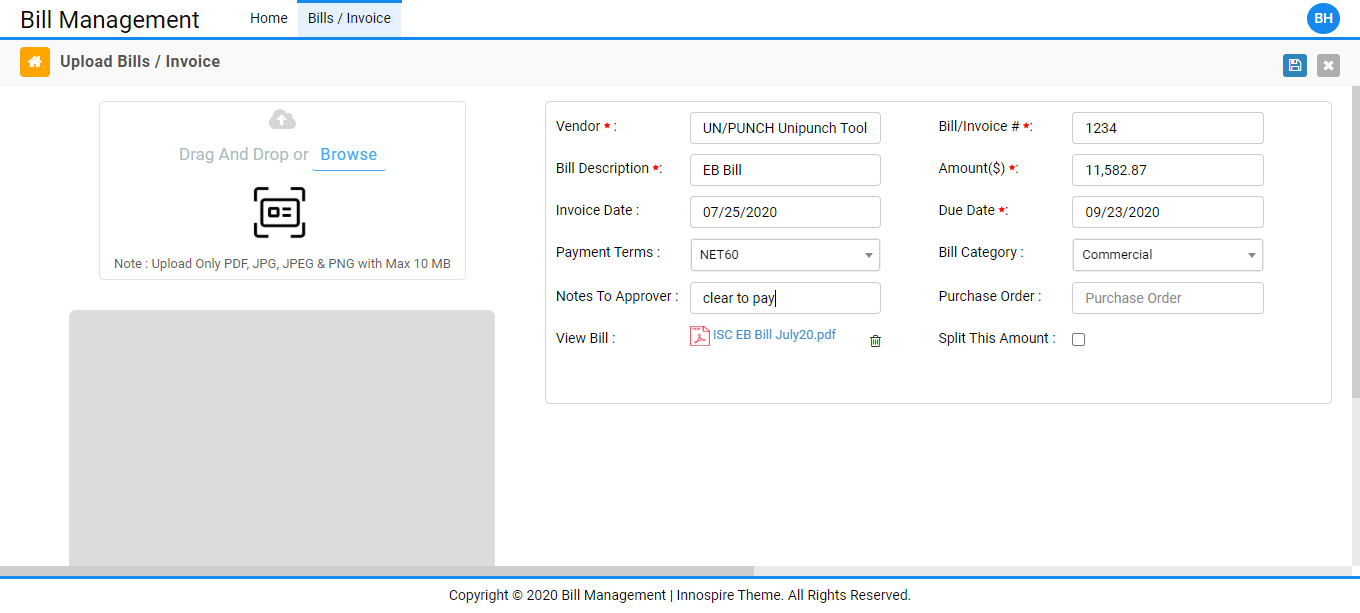 Bill Management Home Bills / Invoice BH
Upload Bills / Invoice
Drag And Drop or Browse
Note : Upload Only PDF, JPG, JPEG & PNG with Max 10 MB
Vendor * : UN/PUNCH Unipunch Tool Bill/Invoice # *: 1234
Bill Description *: EB Bill Amount($) *: 11,582.87
Invoice Date : 07/25/2020 Due Date *: 09/23/2020
Payment Terms : NET60 Bill Category : Commercial
Notes To Approver : clear to pay Purchase Order : Purchase Order
View Bill : ISC EB Bill July20.pdf Split This Amount :
Copyright © 2020 Bill Management | Innospire Theme. All Rights Reserved.